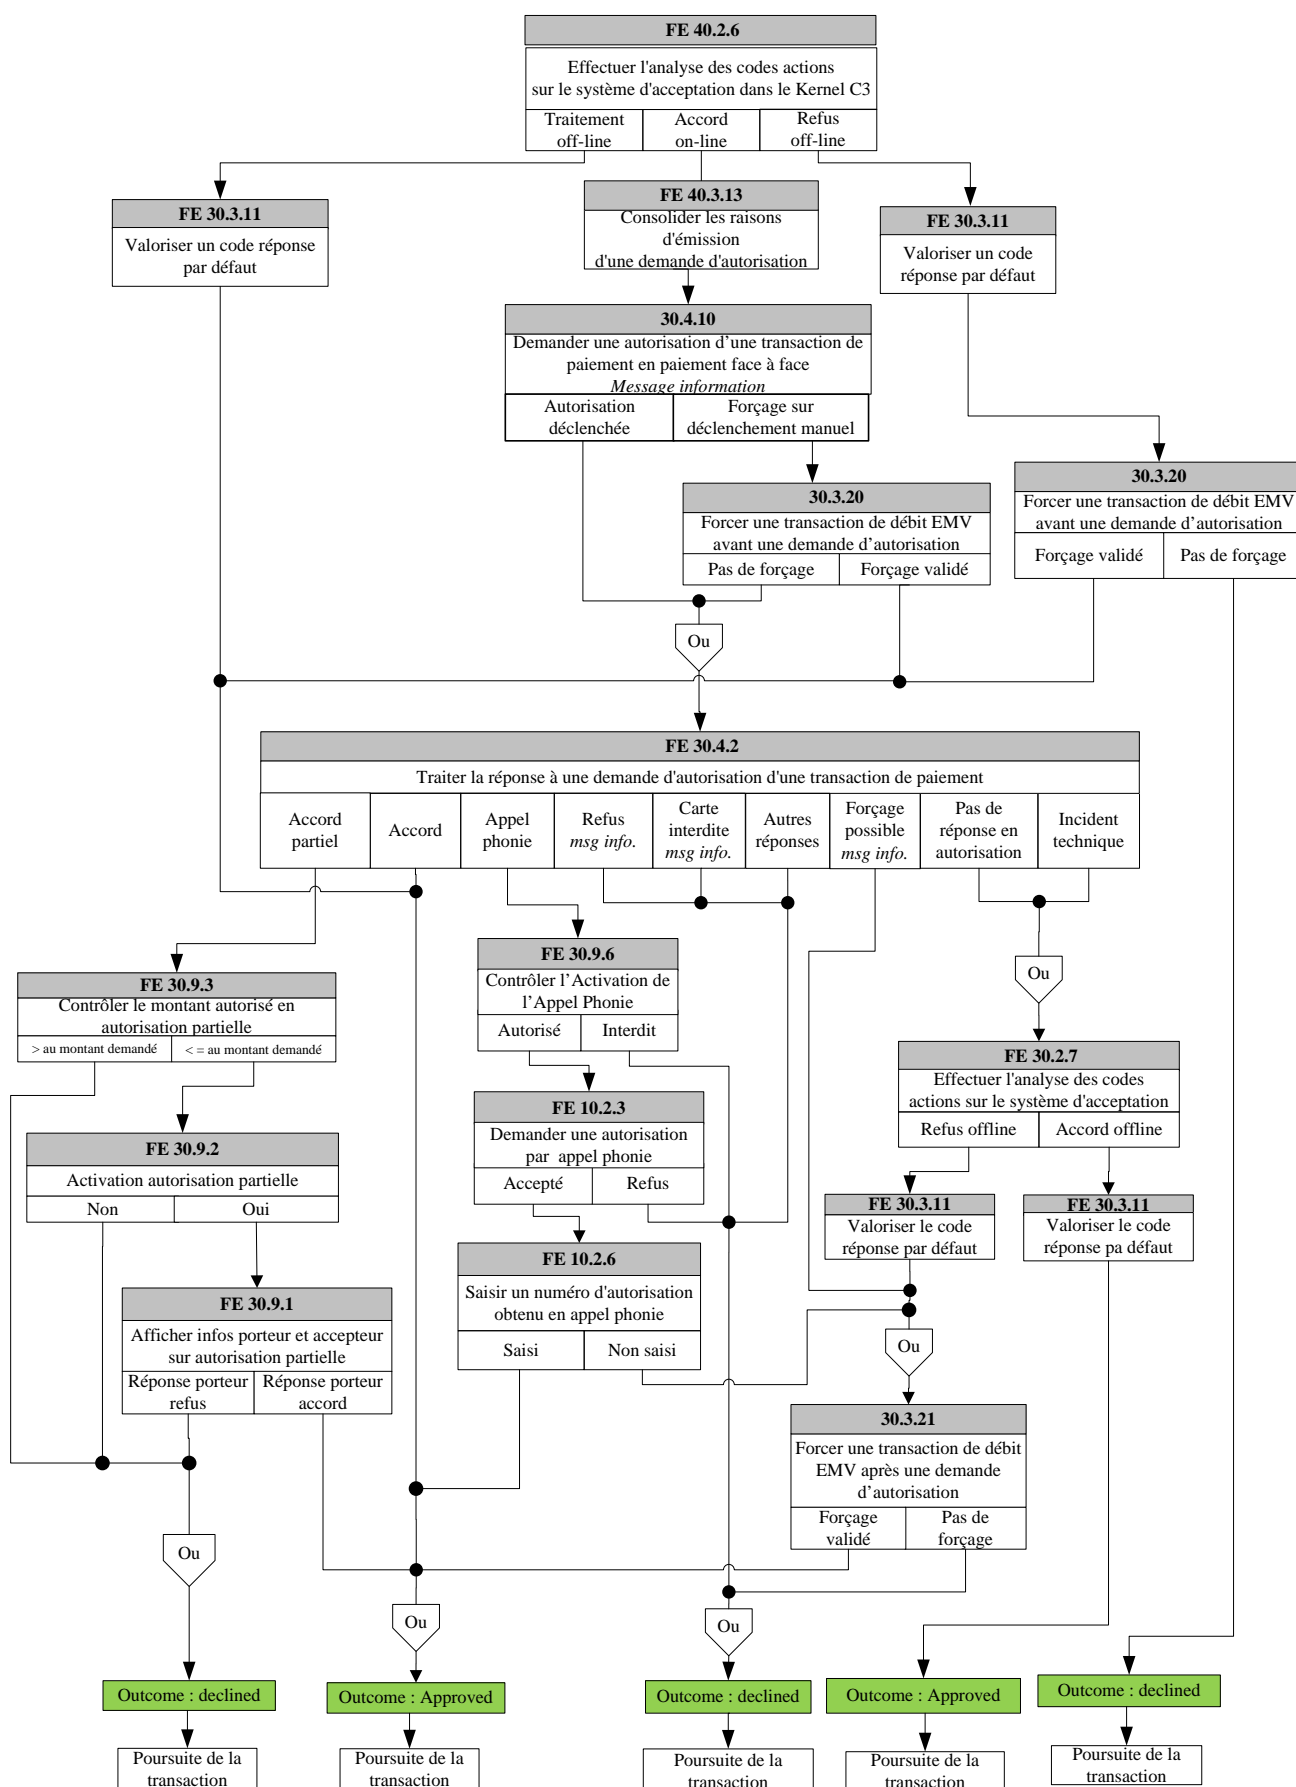 FE 40.2.6
Effectuer l'analyse des codes actions
sur le système d'acceptation dans le Kernel C3
Traitement
off-line
Accord
on-line
Refus
off-line
FE 30.3.11
Valoriser un code réponse
par défaut
FE 40.3.13
Consolider les raisons
d'émission
d'une demande d'autorisation
FE 30.3.11
Valoriser un code
réponse par défaut
30.4.10
Demander une autorisation d’une transaction de
paiement en paiement face à face
Message information
Autorisation
déclenchée
Forçage sur
déclenchement manuel
30.3.20
Forcer une transaction de débit EMV
avant une demande d’autorisation
Pas de forçage
Forçage validé
30.3.20
Forcer une transaction de débit EMV
avant une demande d’autorisation
Forçage validé
Pas de forçage
Ou
FE 30.4.2
Traiter la réponse à une demande d'autorisation d'une transaction de paiement
Accord
partiel
Accord
Appel
phonie
Refus
msg info.
Carte
interdite
msg info.
Autres
réponses
Forçage
possible
msg info.
Pas de
réponse en
autorisation
Incident
technique
FE 30.9.3
Contrôler le montant autorisé en
autorisation partielle
> au montant demandé
< = au montant demandé
FE 30.9.6
Contrôler l’Activation de
l’Appel Phonie
Autorisé
Interdit
Ou
FE 30.2.7
Effectuer l'analyse des codes
actions sur le système d'acceptation
Refus offline
Accord offline
FE 10.2.3
Demander une autorisation
par appel phonie
Accepté
Refus
FE 30.9.2
Activation autorisation partielle
Non
Oui
FE 30.3.11
Valoriser le code
réponse par défaut
FE 30.3.11
Valoriser le code
réponse pa défaut
FE 10.2.6
Saisir un numéro d'autorisation
obtenu en appel phonie
Saisi
Non saisi
FE 30.9.1
Afficher infos porteur et accepteur
sur autorisation partielle
Réponse porteur
refus
Réponse porteur
accord
Ou
30.3.21
Forcer une transaction de débit
EMV après une demande
d’autorisation
Forçage
validé
Pas de
forçage
Ou
Ou
Ou
Outcome : declined
Outcome : Approved
Outcome : declined
Outcome : Approved
Outcome : declined
Poursuite de la
transaction
Poursuite de la
transaction
Poursuite de la
transaction
Poursuite de la
transaction
Poursuite de la
transaction